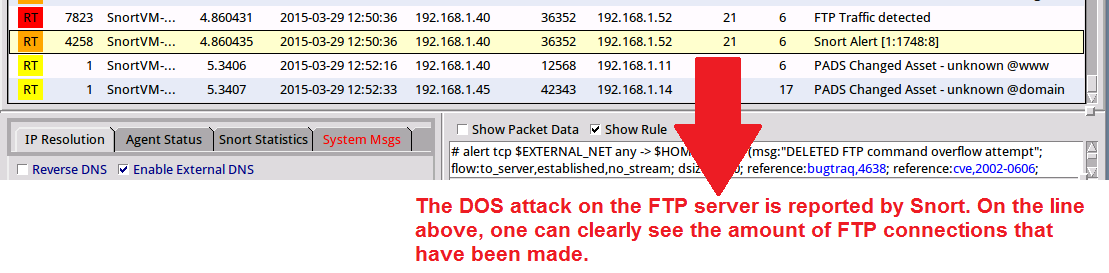 RT 7823 SnortVM-... 4.860431 2015-03-29 12:50:36 192.168.1.40 36352 192.168.1.52 21 6 FTP Traffic detected
RT 4258 SnortVM-... 4.860435 2015-03-29 12:50:36 192.168.1.40 36352 192.168.1.52 21 6 Snort Alert [1:1748:8]
RT 1 SnortVM-... 5.3406 2015-03-29 12:52:16 192.168.1.40 12568 192.168.1.11 6 PADS Changed Asset - unknown @www
RT 1 SnortVM-... 5.3407 2015-03-29 12:52:33 192.168.1.45 42343 192.168.1.14 17 PADS Changed Asset - unknown @domain
IP Resolution Agent Status Snort Statistics System Msgs
Show Packet Data Show Rule
Reverse DNS Enable External DNS
# alert tcp $EXTERNAL_NET any -> (msg:"DELETED FTP command overflow attempt";
flow:to_server,established,no_stream; reference:bugtraq,4638; reference:cve,2002-0606;
The DOS attack on the FTP server is reported by Snort. On the line
above, one can clearly see the amount of FTP connections that
have been made.